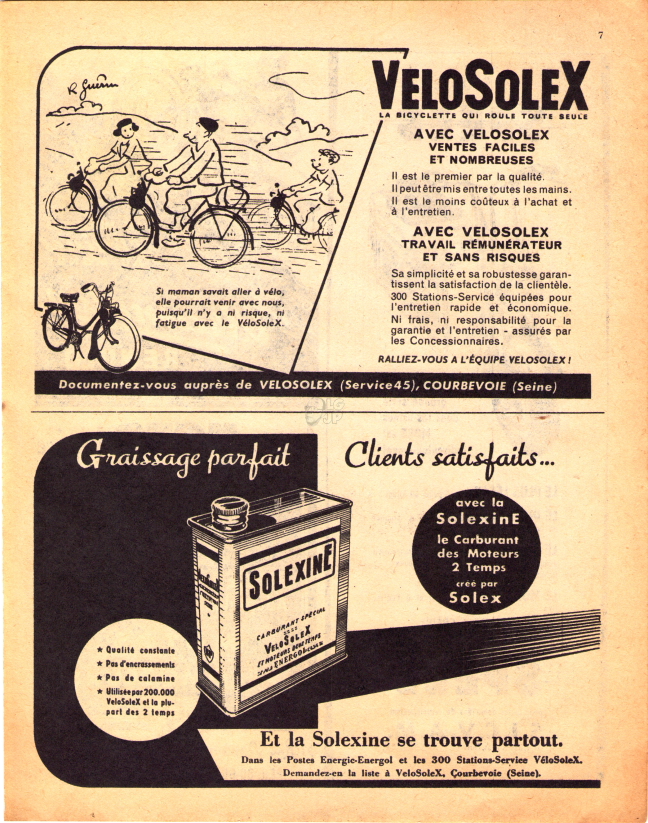 7
R Guérin
VELOSOLEX
LA BICYCLETTE QUI ROULE TOUTE SEULE
AVEC VELOSOLEX
VENTES FACILES
ET NOMBREUSES
Il est le premier par la qualité.
Il peut être mis entre toutes les mains.
Il est le moins coûteux à l'achat et
à l'entretien.
AVEC VELOSOLEX
TRAVAIL RÉMUNÉRATEUR
ET SANS RISQUES
Sa simplicité et sa robustesse garan-
tissent la satisfaction de la clientèle.
300 Stations-Service équipées pour
l'entretien rapide et économique.
Ni frais, ni responsabilité pour la
garantie et l'entretien - assurés par
les Concessionnaires.
RALLIEZ-VOUS A L'ÉQUIPE VELOSOLEX !
Si maman savait aller à vélo,
elle pourrait venir avec nous,
puisqu'il n'y a ni risque, ni
fatigue avec le VéloSoleX.
Documentez-vous auprès de VELOSOLEX (Service 45), COURBEVOIE (Seine)
Graissage parfait
Clients satisfaits...
avec la
SolexinE
le Carburant
des Moteurs
2 Temps
créé par
Solex
SOLEXINE
CARBURANT SPÉCIAL
VELOSOLEX
ET MOTEURS DEUX TEMPS
ENERGOL
★ Qualité constante
★ Pas d'encrassements
★ Pas de calamine
★ Utilisée par 200.000
VeloSoleX et la plu-
part des 2 temps
Et la Solexine se trouve partout.
Dans les Postes Energic-Energol et les 300 Stations-Service VéloSoleX.
Demandez-en la liste à VeloSoleX, Courbevoie (Seine).